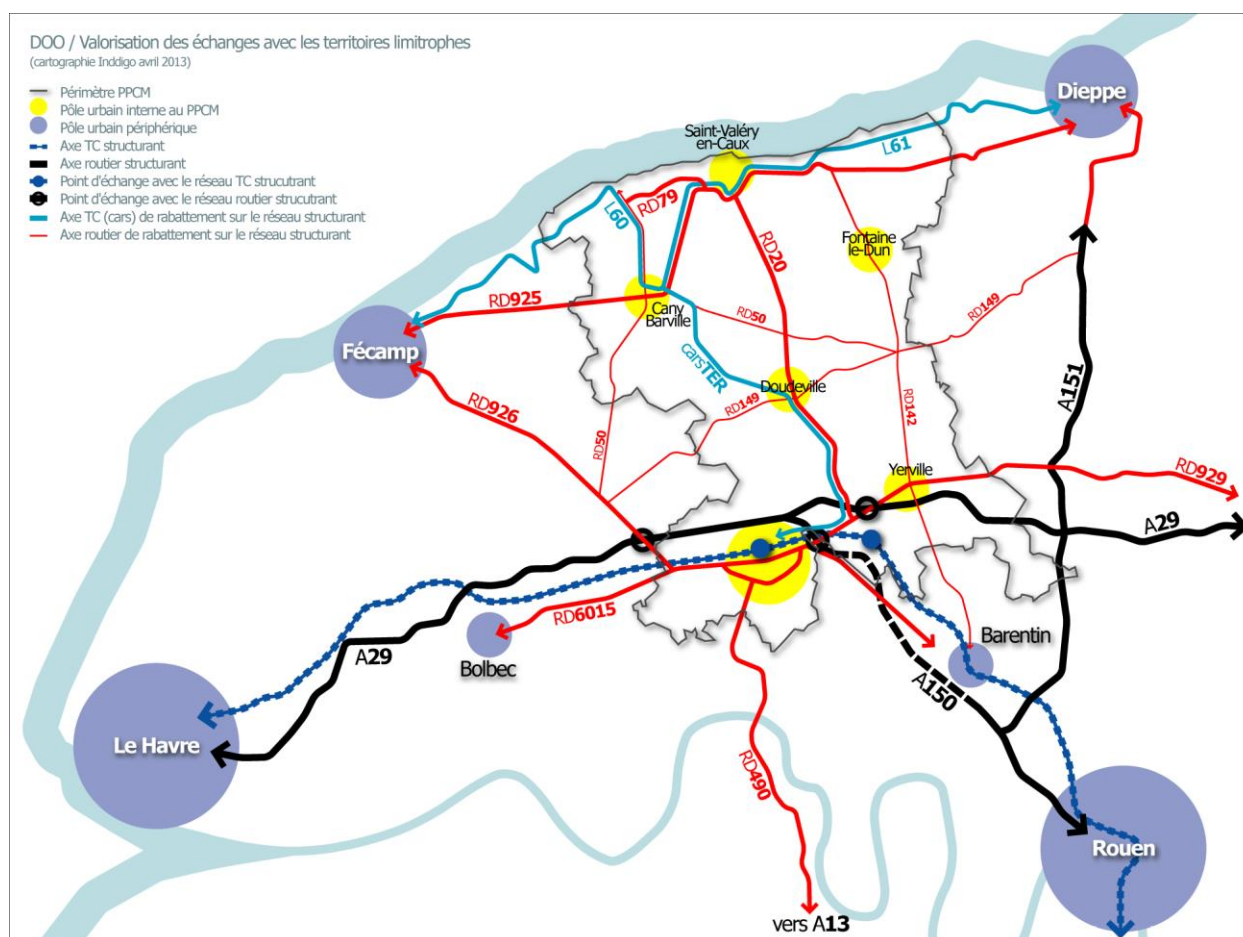 DOO / Valorisation des échanges avec les territoires limitrophes
(cartographie Inddigo avril 2013)
Périmètre PPCM
Pôle urbain interne au PPCM
Pôle urbain périphérique
Axe TC structurant
Axe routier structurant
Point d'échange avec le réseau TC strucutrant
Point d'échange avec le réseau routier strucutrant
Axe TC (cars) de rabattement sur le réseau structurant
Axe routier de rabattement sur le réseau structurant
Dieppe
Saint-Valéry
en-Caux
L61
RD79
L60
RD20
Fontaine
le-Dun
RD925
Cany
Barville
RD50
RD149
Fécamp
carsTER
Doudeville
A151
RD926
RD149
RD142
RD50
Yerville
RD929
A29
RD6015
Bolbec
Barentin
A29
A150
Le Havre
RD490
Rouen
vers A13